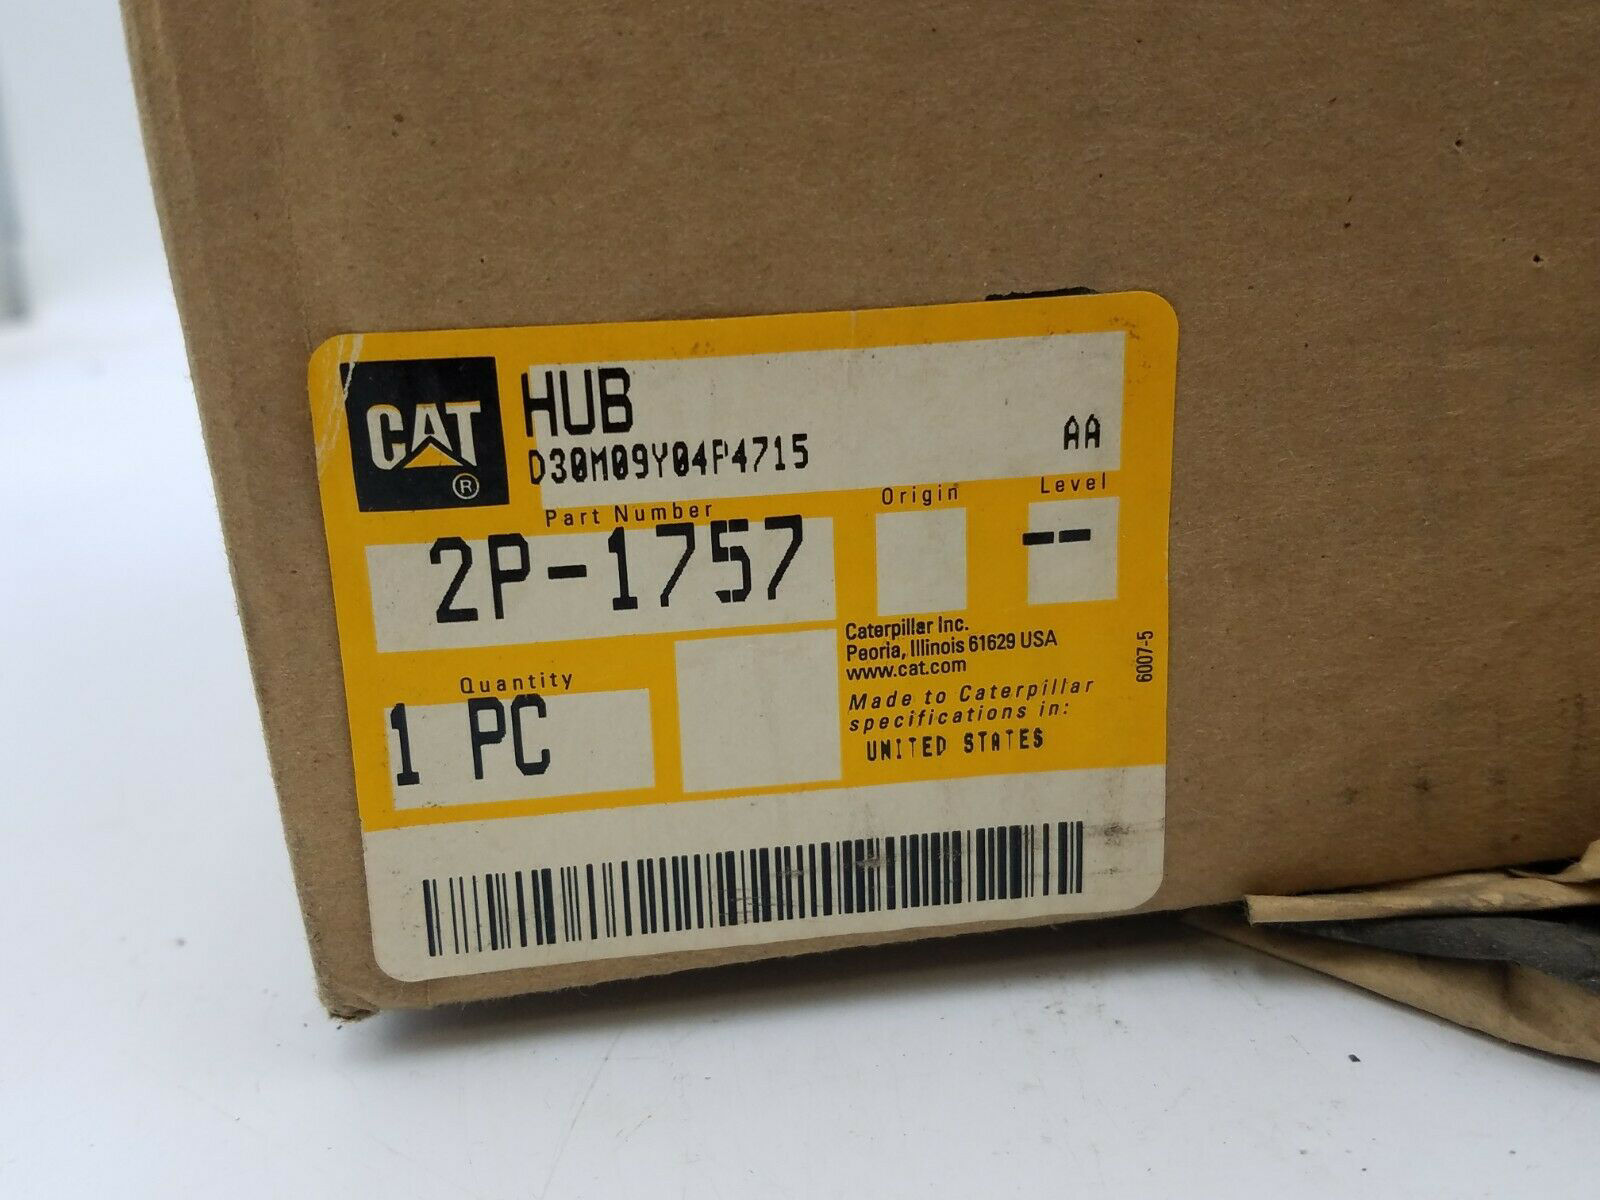 CAT
®
HUB
D30M09Y04P4715 AA
Part Number Origin Level
2P-1757 --
Caterpillar Inc.
Peoria, Illinois 61629 USA
www.cat.com
Quantity
1 PC
Made to Caterpillar
specifications in:
UNITED STATES
6007-5